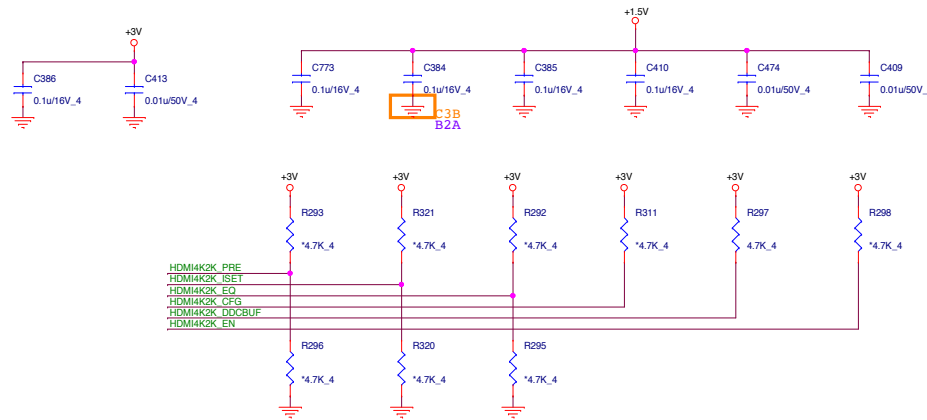 +3V
+1.5V
C386
0.1u/16V_4
C413
0.01u/50V_4
C773
0.1u/16V_4
C384
0.1u/16V_4
C385
0.1u/16V_4
C410
0.1u/16V_4
C474
0.01u/50V_4
C409
0.01u/50V_4
C3B
B2A
+3V
+3V
+3V
+3V
+3V
+3V
R293
*4.7K_4
R321
*4.7K_4
R292
*4.7K_4
R311
*4.7K_4
R297
4.7K_4
R298
*4.7K_4
HDMI4K2K_PRE
HDMI4K2K_ISET
HDMI4K2K_EQ
HDMI4K2K_CFG
HDMI4K2K_DDCBUF
HDMI4K2K_EN
R296
*4.7K_4
R320
*4.7K_4
R295
*4.7K_4